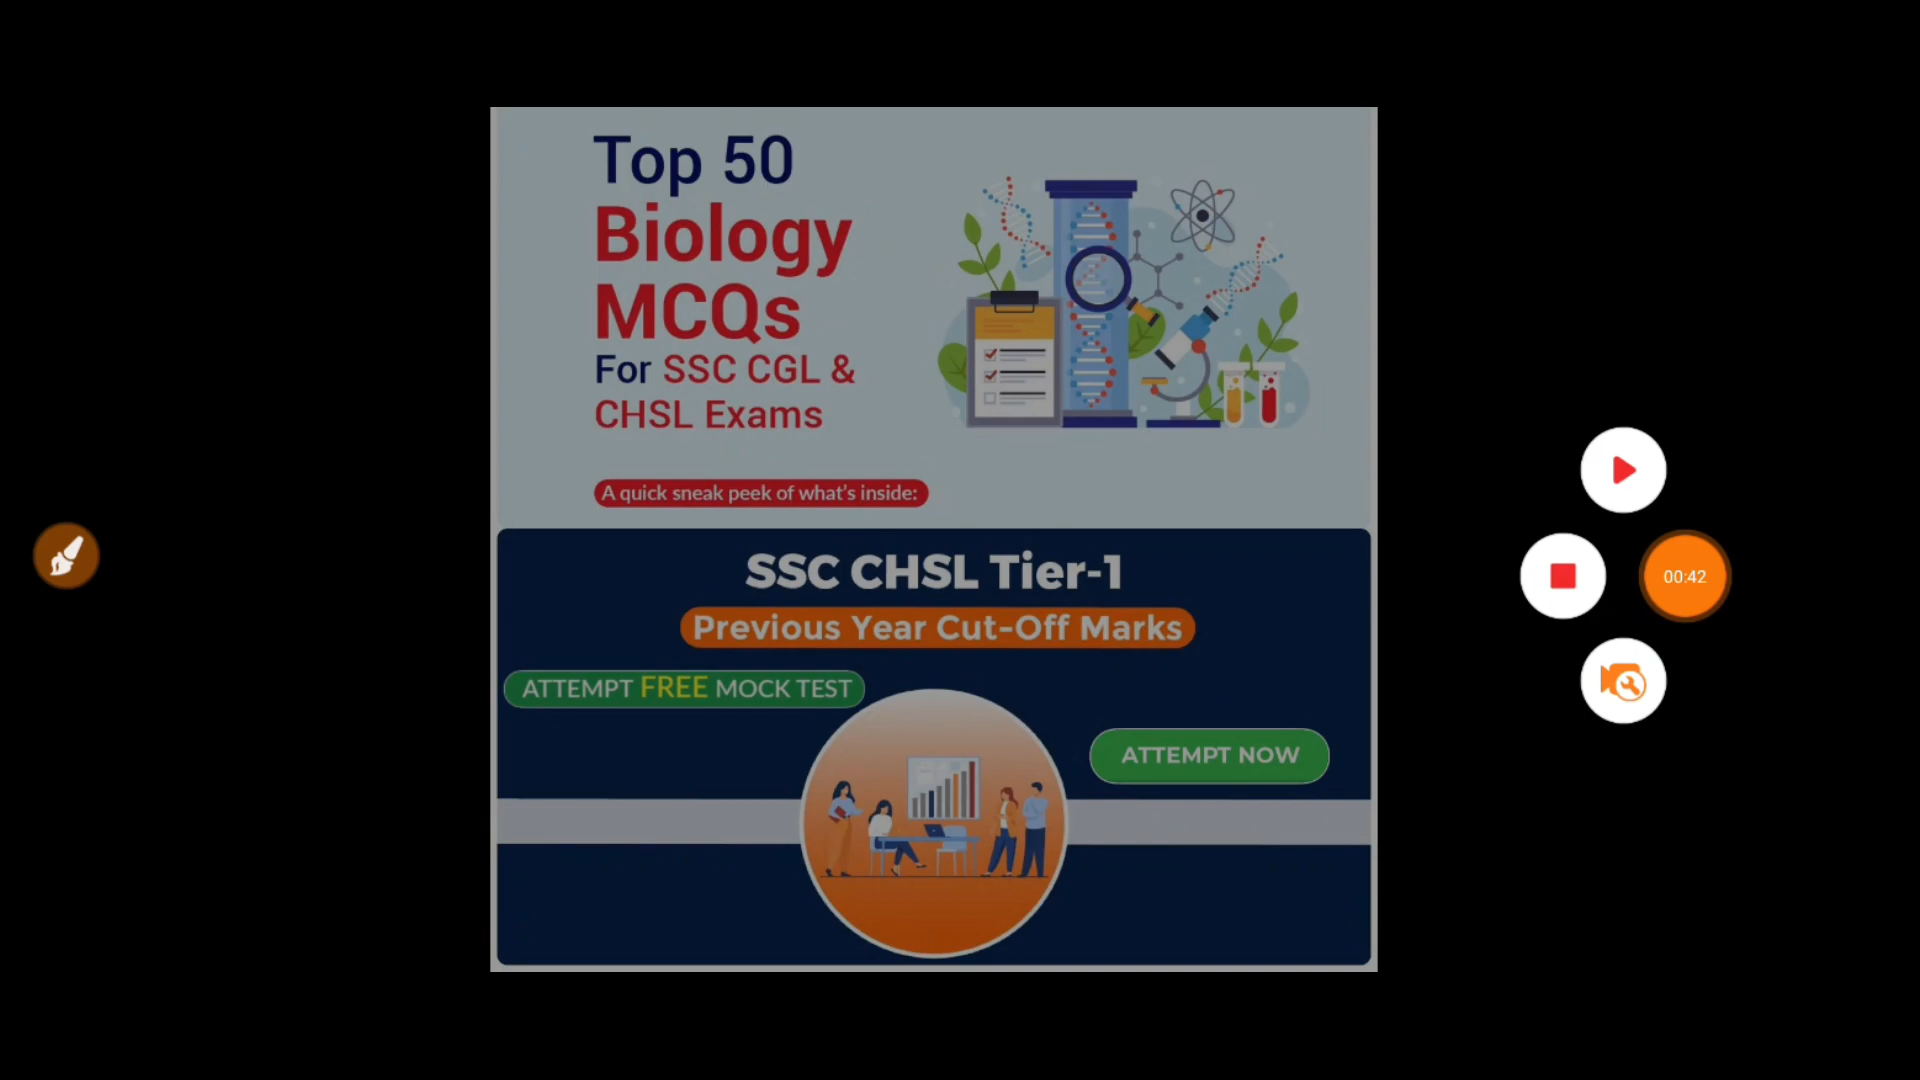 Top 50
Biology
MCQs
For SSC CGL &
CHSL Exams
A quick sneak peek of what's inside:
SSC CHSL Tier-1
Previous Year Cut-Off Marks
ATTEMPT FREE MOCK TEST
ATTEMPT NOW
00:42